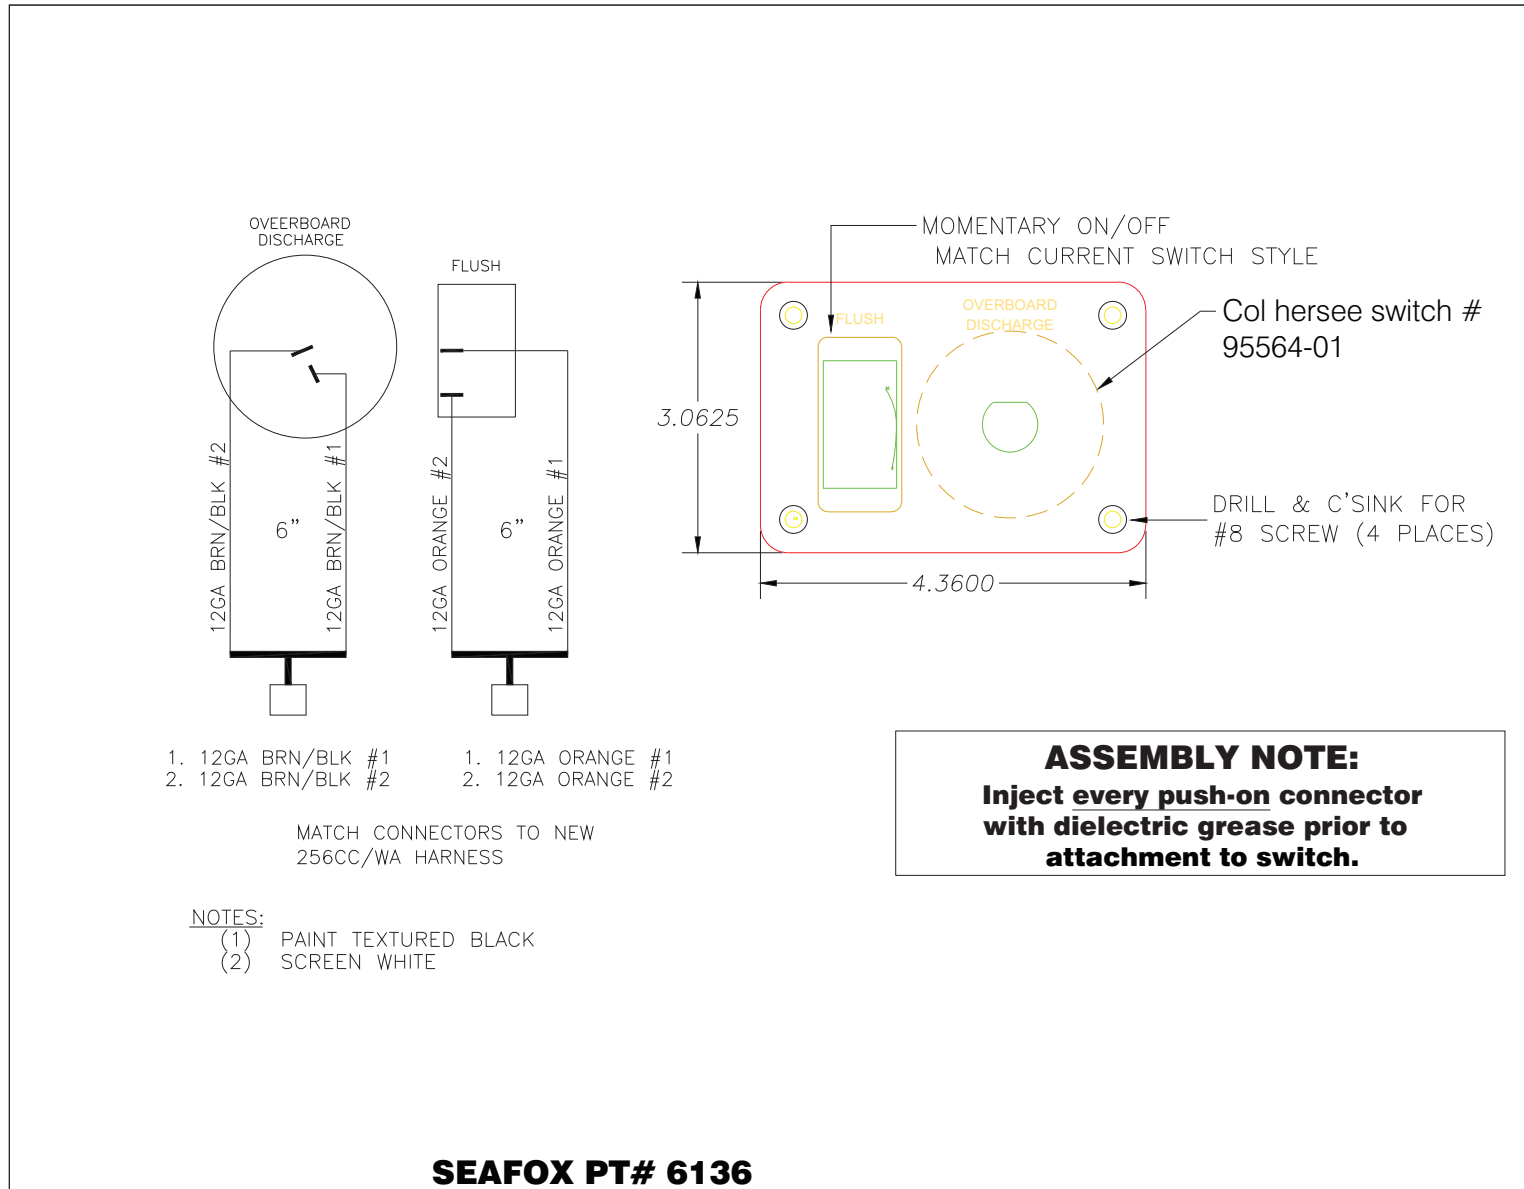 OVEERBOARD
DISCHARGE
FLUSH
12GA BRN/BLK #2
6"
12GA BRN/BLK #1
12GA ORANGE #2
6"
12GA ORANGE #1
1. 12GA BRN/BLK #1
2. 12GA BRN/BLK #2
1. 12GA ORANGE #1
2. 12GA ORANGE #2
MATCH CONNECTORS TO NEW
256CC/WA HARNESS
NOTES:
(1) PAINT TEXTURED BLACK
(2) SCREEN WHITE
MOMENTARY ON/OFF
MATCH CURRENT SWITCH STYLE
FLUSH
OVERBOARD
DISCHARGE
Col hersee switch #
95564-01
3.0625
4.3600
DRILL & C'SINK FOR
#8 SCREW (4 PLACES)
ASSEMBLY NOTE:
Inject every push-on connector
with dielectric grease prior to
attachment to switch.
SEAFOX PT# 6136